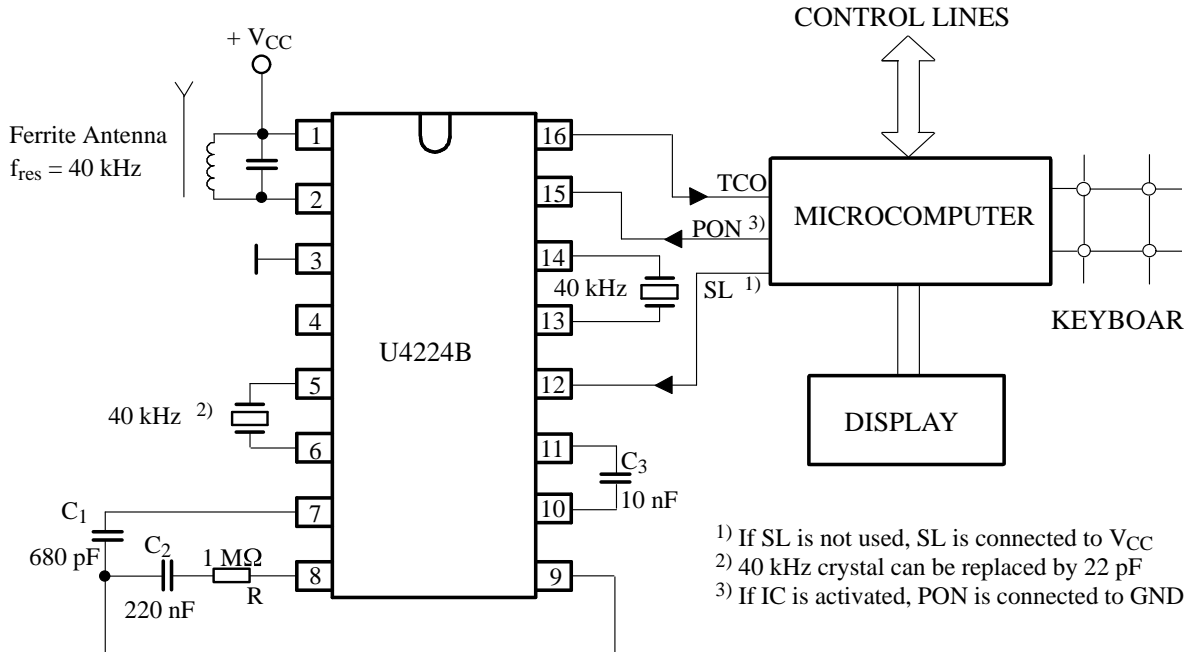 CONTROL LINES
+ VCC
Ferrite Antenna
fres = 40 kHz
1
16
TCO
2
15
PON 3)
MICROCOMPUTER
3
14
40 kHz
SL 1)
4
13
KEYBOAR
U4224B
5
12
40 kHz 2)
DISPLAY
6
11
C3
10 nF
7
10
C1
680 pF
C2
1 MΩ
8
9
220 nF
R
1) If SL is not used, SL is connected to VCC
2) 40 kHz crystal can be replaced by 22 pF
3) If IC is activated, PON is connected to GND